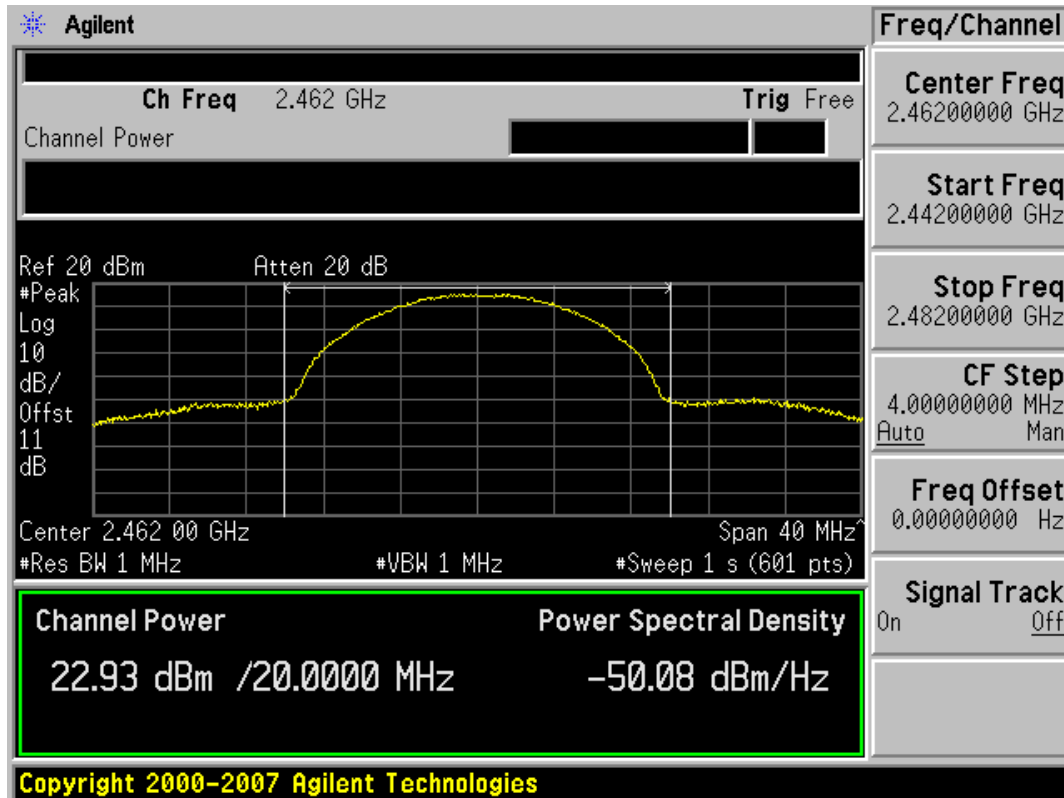 Agilent
Freq/Channel
Ch Freq 2.462 GHz Trig Free
Channel Power
Center Freq
2.46200000 GHz
Start Freq
2.44200000 GHz
Stop Freq
2.48200000 GHz
CF Step
4.00000000 MHz
Auto Man
Freq Offset
0.00000000 Hz
Signal Track
On Off
Ref 20 dBm Atten 20 dB
#Peak
Log
10
dB/
Offst
11
dB
Center 2.462 00 GHz Span 40 MHz^
#Res BW 1 MHz #VBW 1 MHz #Sweep 1 s (601 pts)
Channel Power Power Spectral Density
22.93 dBm /20.0000 MHz -50.08 dBm/Hz
Copyright 2000-2007 Agilent Technologies